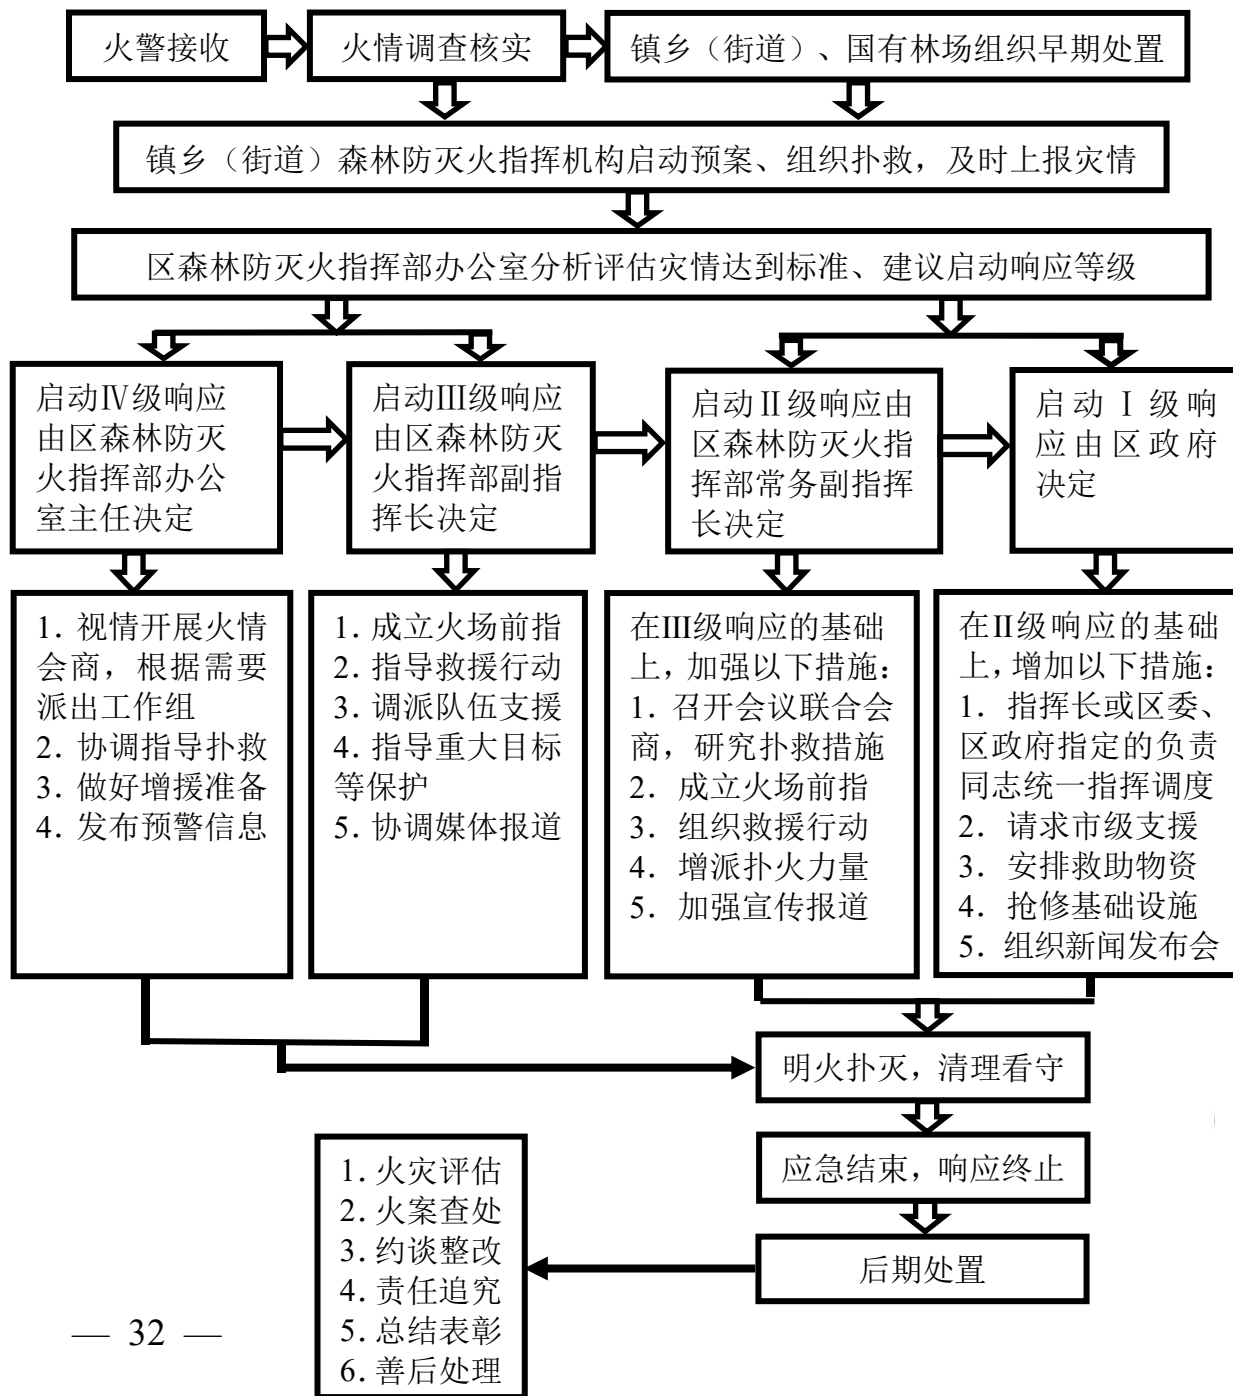 火警接收
火情调查核实
镇乡（街道）、国有林场组织早期处置
镇乡（街道）森林防灭火指挥机构启动预案、组织扑救，及时上报灾情
区森林防灭火指挥部办公室分析评估灾情达到标准、建议启动响应等级
启动Ⅳ级响应
由区森林防灭
火指挥部办公
室主任决定
启动Ⅲ级响应
由区森林防灭
火指挥部副指
挥长决定
启动Ⅱ级响应由
区森林防灭火指
挥部常务副指挥
长决定
启动Ⅰ级响
应由区政府
决定
1. 视情开展火情
会商，根据需要
派出工作组
2. 协调指导扑救
3. 做好增援准备
4. 发布预警信息
1. 成立火场前指
2. 指导救援行动
3. 调派队伍支援
4. 指导重大目标
等保护
5. 协调媒体报道
在Ⅲ级响应的基础
上，加强以下措施：
1. 召开会议联合会
商，研究扑救措施
2. 成立火场前指
3. 组织救援行动
4. 增派扑火力量
5. 加强宣传报道
在Ⅱ级响应的基础
上，增加以下措施：
1. 指挥长或区委、
区政府指定的负责
同志统一指挥调度
2. 请求市级支援
3. 安排救助物资
4. 抢修基础设施
5. 组织新闻发布会
明火扑灭，清理看守
应急结束，响应终止
后期处置
1. 火灾评估
2. 火案查处
3. 约谈整改
4. 责任追究
5. 总结表彰
6. 善后处理
— 32 —